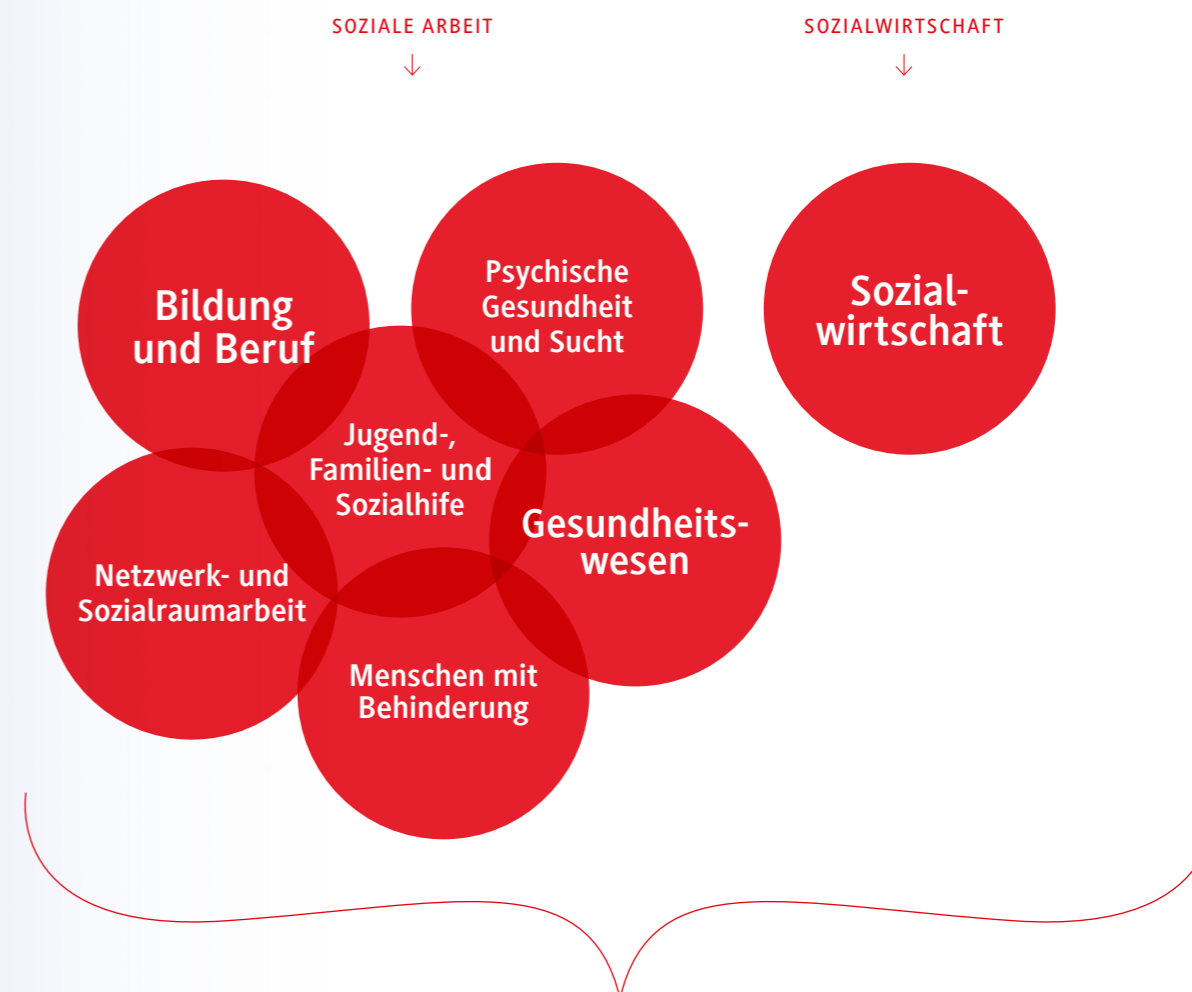 SOZIALE ARBEIT
SOZIALWIRTSCHAFT
Bildung
und Beruf
Psychische
Gesundheit
und Sucht
Sozial-
wirtschaft
Jugend-,
Familien- und
Sozialhife
Gesundheits-
wesen
Netzwerk- und
Sozialraumarbeit
Menschen mit
Behinderung